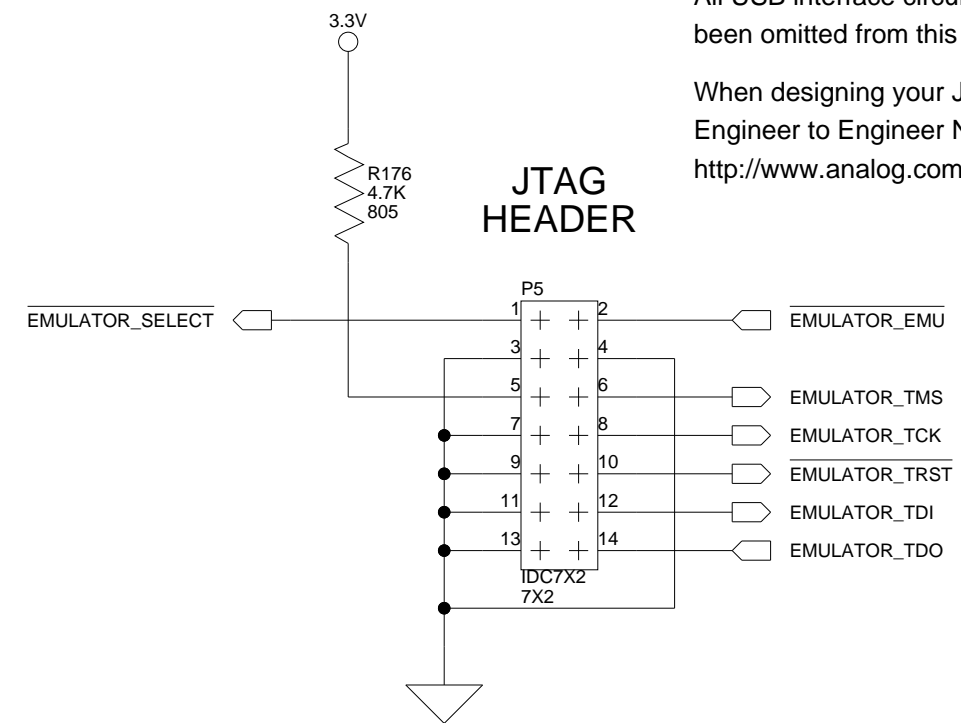 All USB interface circui
been omitted from this
When designing your J
Engineer to Engineer N
http://www.analog.com
3.3V
R176
4.7K
805
JTAG
HEADER
P5
EMULATOR_SELECT
1
2
EMULATOR_EMU
3
4
5
6
EMULATOR_TMS
7
8
EMULATOR_TCK
9
10
EMULATOR_TRST
11
12
EMULATOR_TDI
13
14
EMULATOR_TDO
IDC7X2
7X2